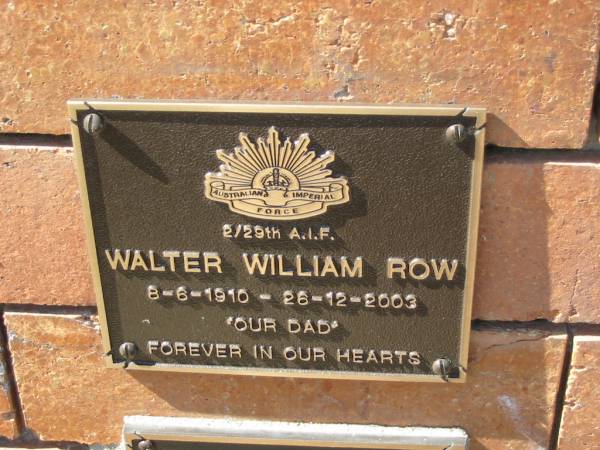 AUSTRALIAN IMPERIAL
FORCE
2/29th A.I.F.
WALTER WILLIAM ROW
8-6-1910 - 26-12-2003
"OUR DAD"
FOREVER IN OUR HEARTS